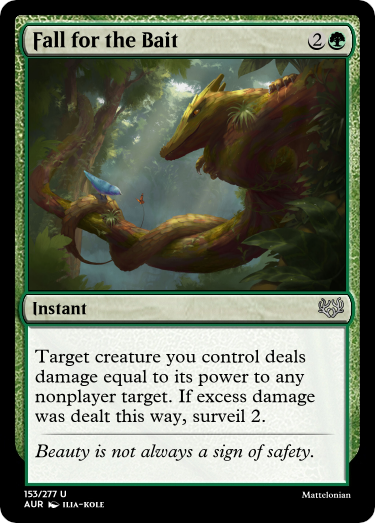 Fall for the Bait 2
Instant
Target creature you control deals
damage equal to its power to any
nonplayer target. If excess damage
was dealt this way, surveil 2.
Beauty is not always a sign of safety.
153/277 U
Mattelonian
AUR ILIA-KOLE